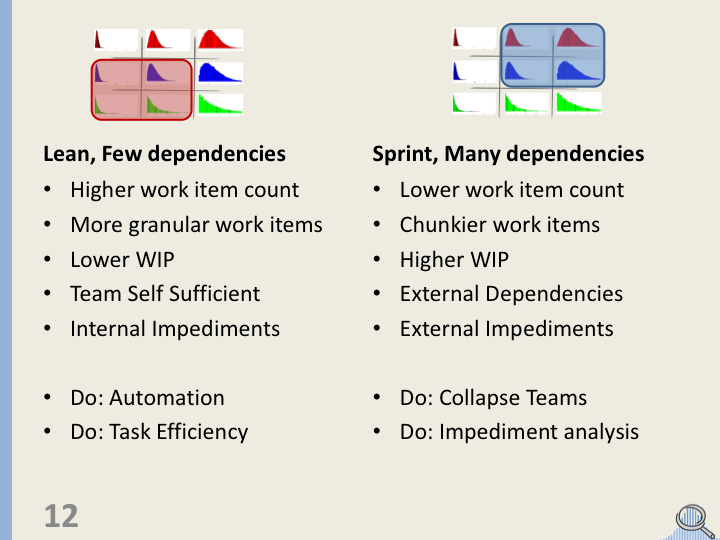 Lean, Few dependencies
• Higher work item count
• More granular work items
• Lower WIP
• Team Self Sufficient
• Internal Impediments
• Do: Automation
• Do: Task Efficiency
Sprint, Many dependencies
• Lower work item count
• Chunkier work items
• Higher WIP
• External Dependencies
• External Impediments
• Do: Collapse Teams
• Do: Impediment analysis
12